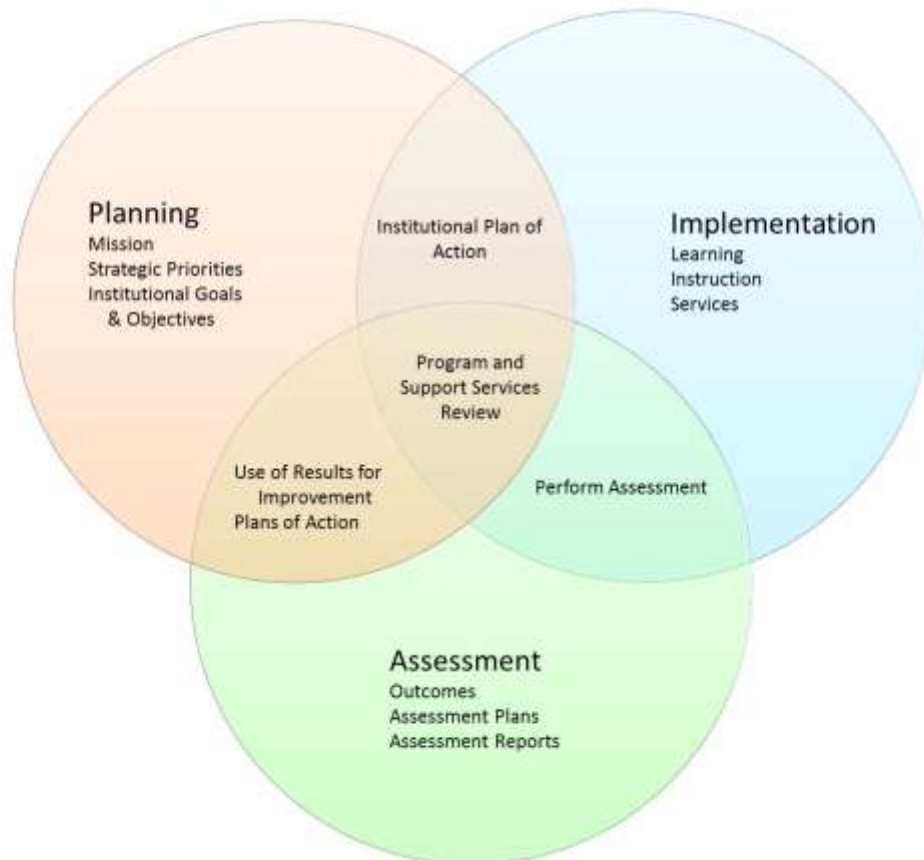 Planning
Mission
Strategic Priorities
Institutional Goals
& Objectives
Institutional Plan of
Action
Implementation
Learning
Instruction
Services
Program and
Support Services
Review
Use of Results for
Improvement
Plans of Action
Perform Assessment
Assessment
Outcomes
Assessment Plans
Assessment Reports